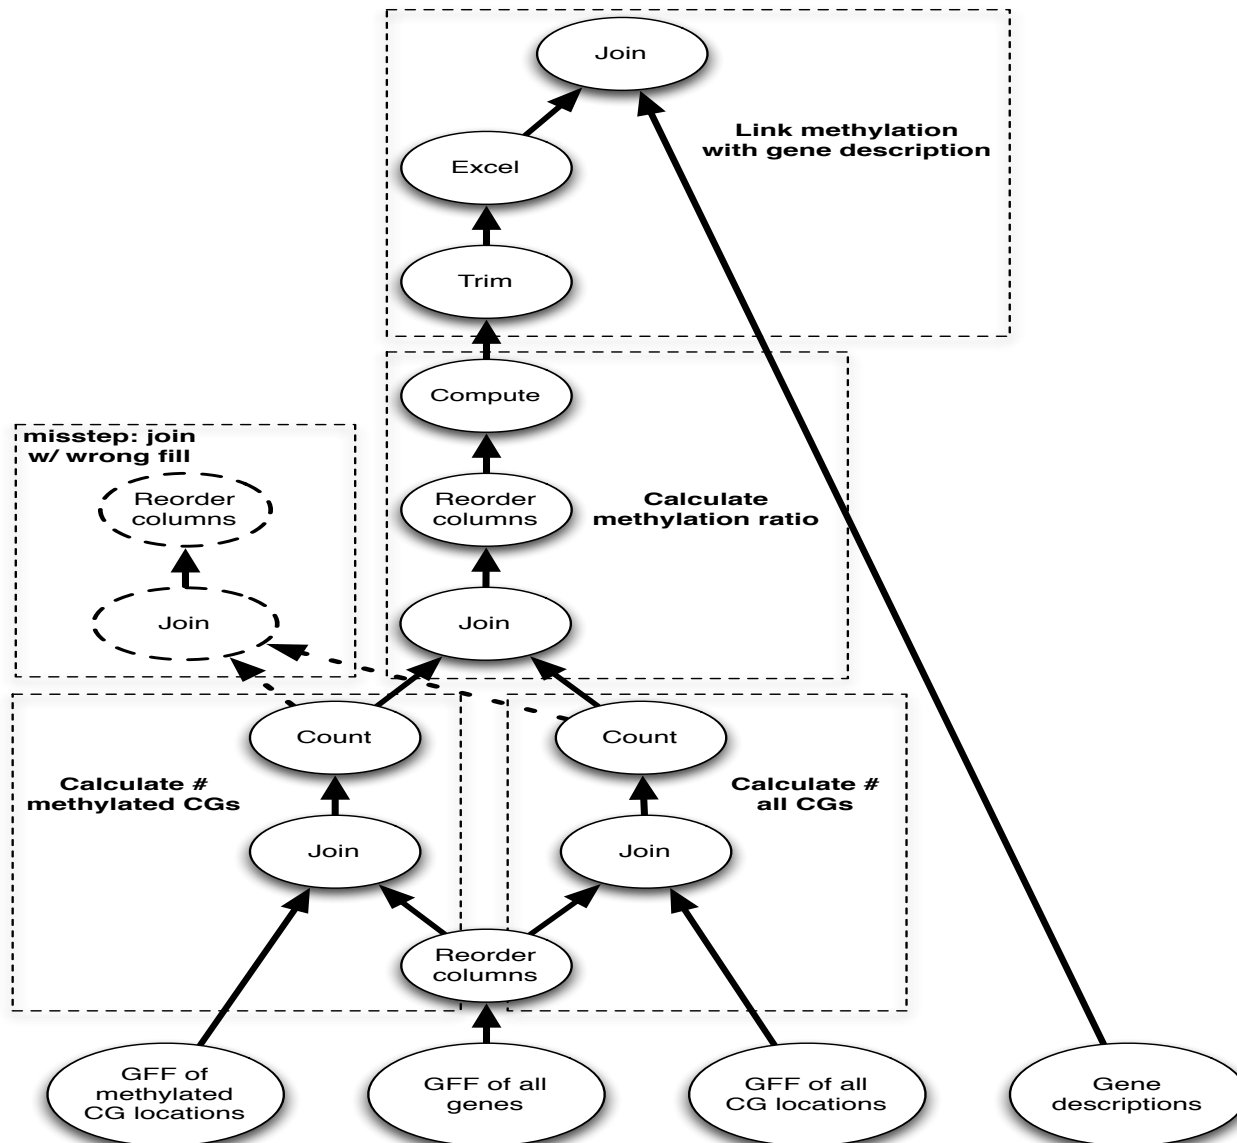 Join
Link methylation
with gene description
Excel
Trim
Compute
misstep: join
w/ wrong fill
Reorder
columns
Reorder
columns
Calculate
methylation ratio
Join
Join
Count
Count
Calculate #
methylated CGs
Calculate #
all CGs
Join
Join
Reorder
columns
GFF of
methylated
CG locations
GFF of all
genes
GFF of all
CG locations
Gene
descriptions